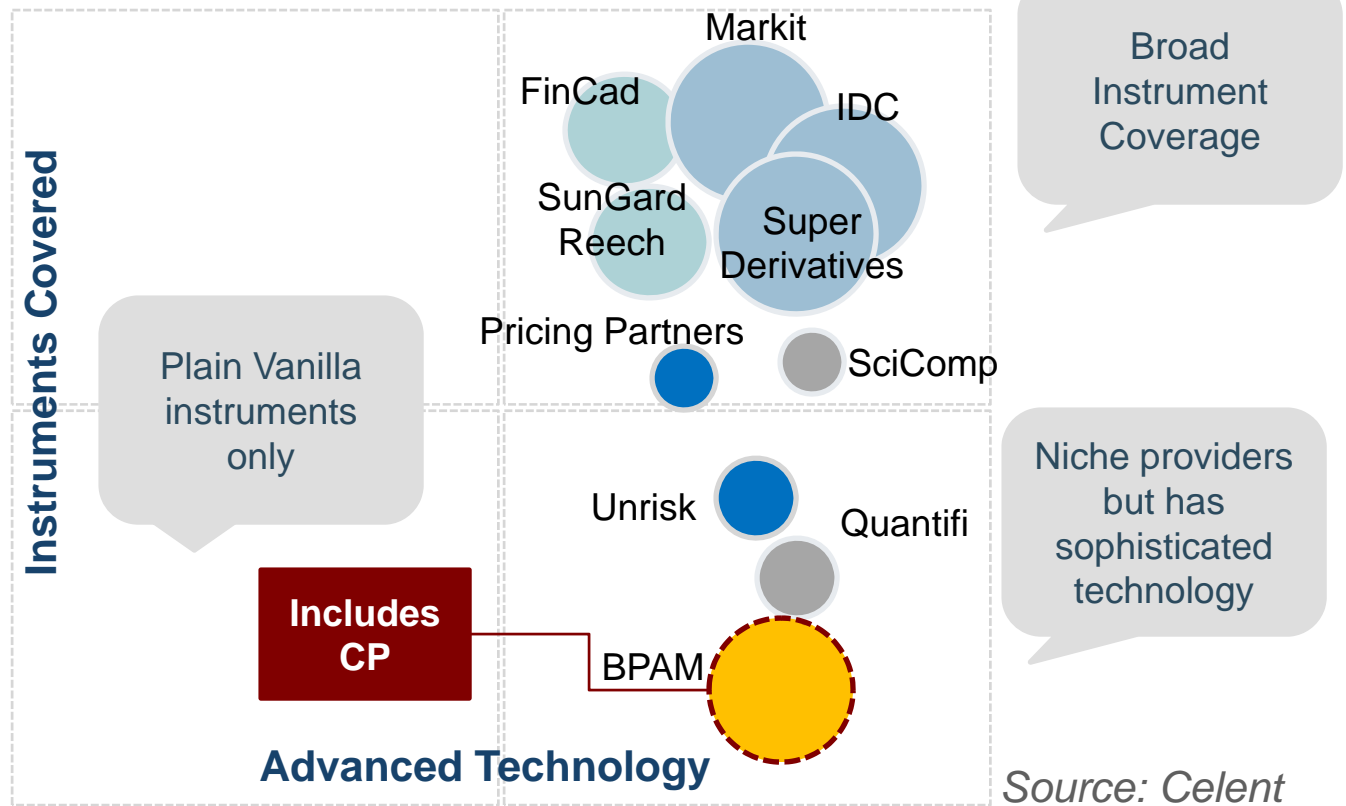 Markit
FinCad
IDC
SunGard
Reech
Super
Derivatives
Pricing Partners
SciComp
Broad
Instrument
Coverage
Instruments Covered
Plain Vanilla
instruments
only
Unrisk
Quantifi
Niche providers
but has
sophisticated
technology
Includes
CP
BPAM
Advanced Technology
Source: Celent